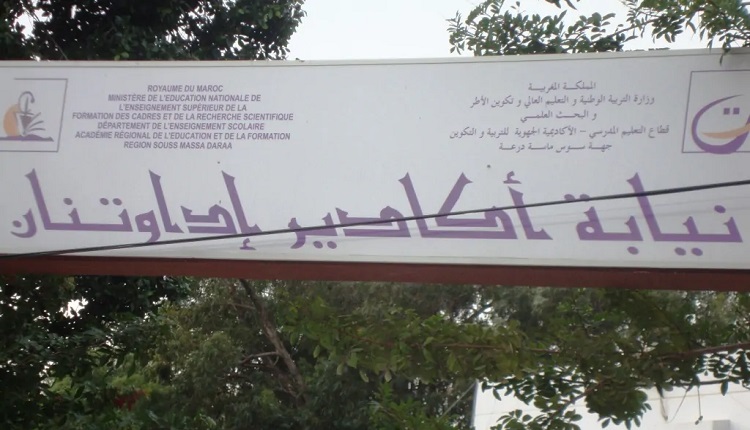 ROYAUME DU MAROC
MINISTÈRE DE L'EDUCATION NATIONALE DE
L'ENSEIGNEMENT SUPÉRIEUR DE LA
FORMATION DES CADRES ET DE LA RECHERCHE SCIENTIFIQUE
DÉPARTEMENT DE L'ENSEIGNEMENT SCOLAIRE
ACADÉMIE RÉGIONAL DE L'EDUCATION ET DE LA FORMATION
REGION SOUSS MASSA DARAA
المملكة المغربية
وزارة التربية الوطنية و التعليم العالي و تكوين الأطر
و البحث العلمي
قطاع التعليم المدرسي – الأكاديمية الجهوية للتربية و التكوين
جهة سوس ماسة درعة
نيابة أكادير إداوتنان